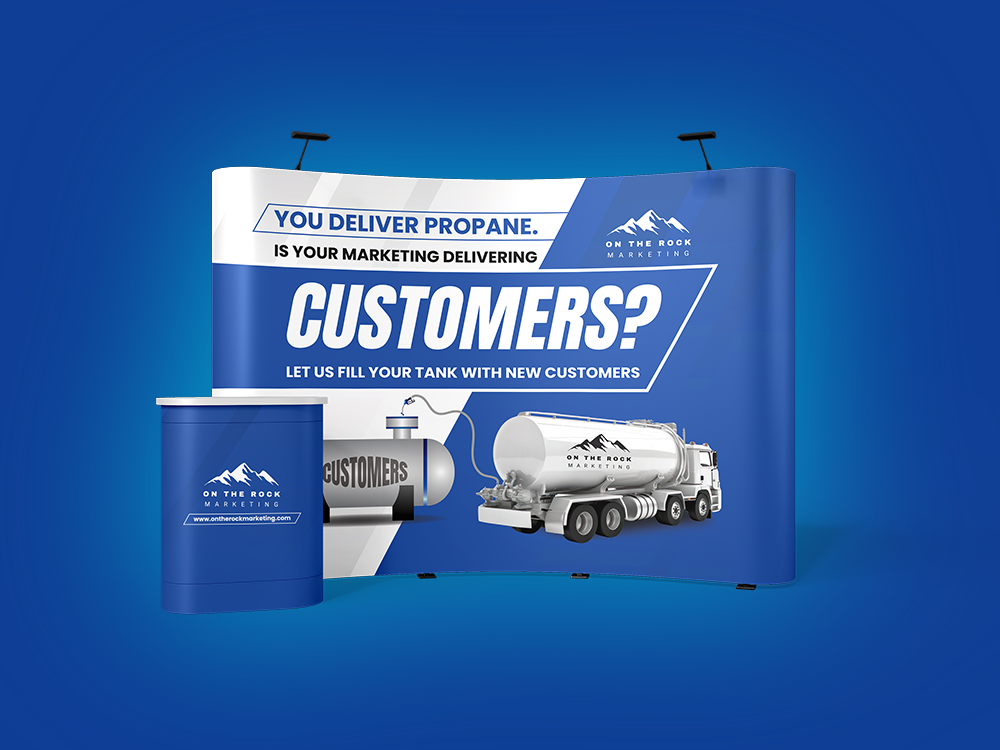 YOU DELIVER PROPANE.
IS YOUR MARKETING DELIVERING
CUSTOMERS?
LET US FILL YOUR TANK WITH NEW CUSTOMERS
ON THE ROCK
MARKETING
CUSTOMERS
ON THE ROCK
MARKETING
ON THE ROCK
MARKETING
www.ontherockmarketing.com